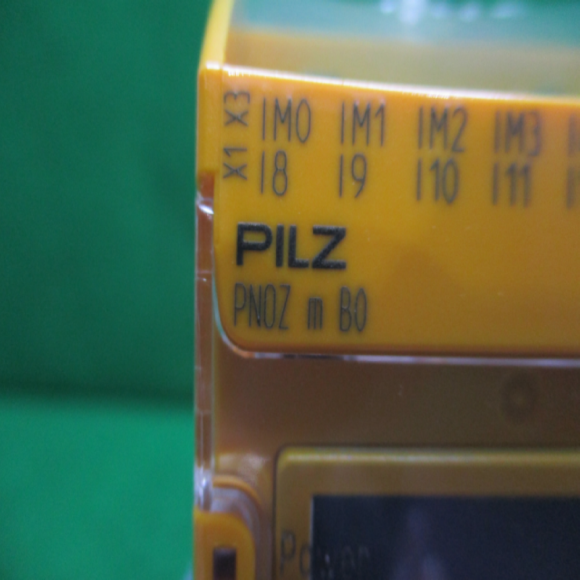 X3 IM0 IM1 IM2 IM3
X1 I8 I9 I10 I11
PILZ
PNOZ m B0
Power